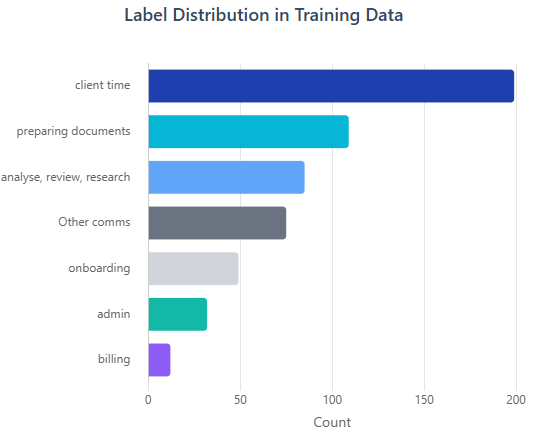 Label Distribution in Training Data
client time
preparing documents
analyse, review, research
Other comms
onboarding
admin
billing
0 50 100 150 200
Count